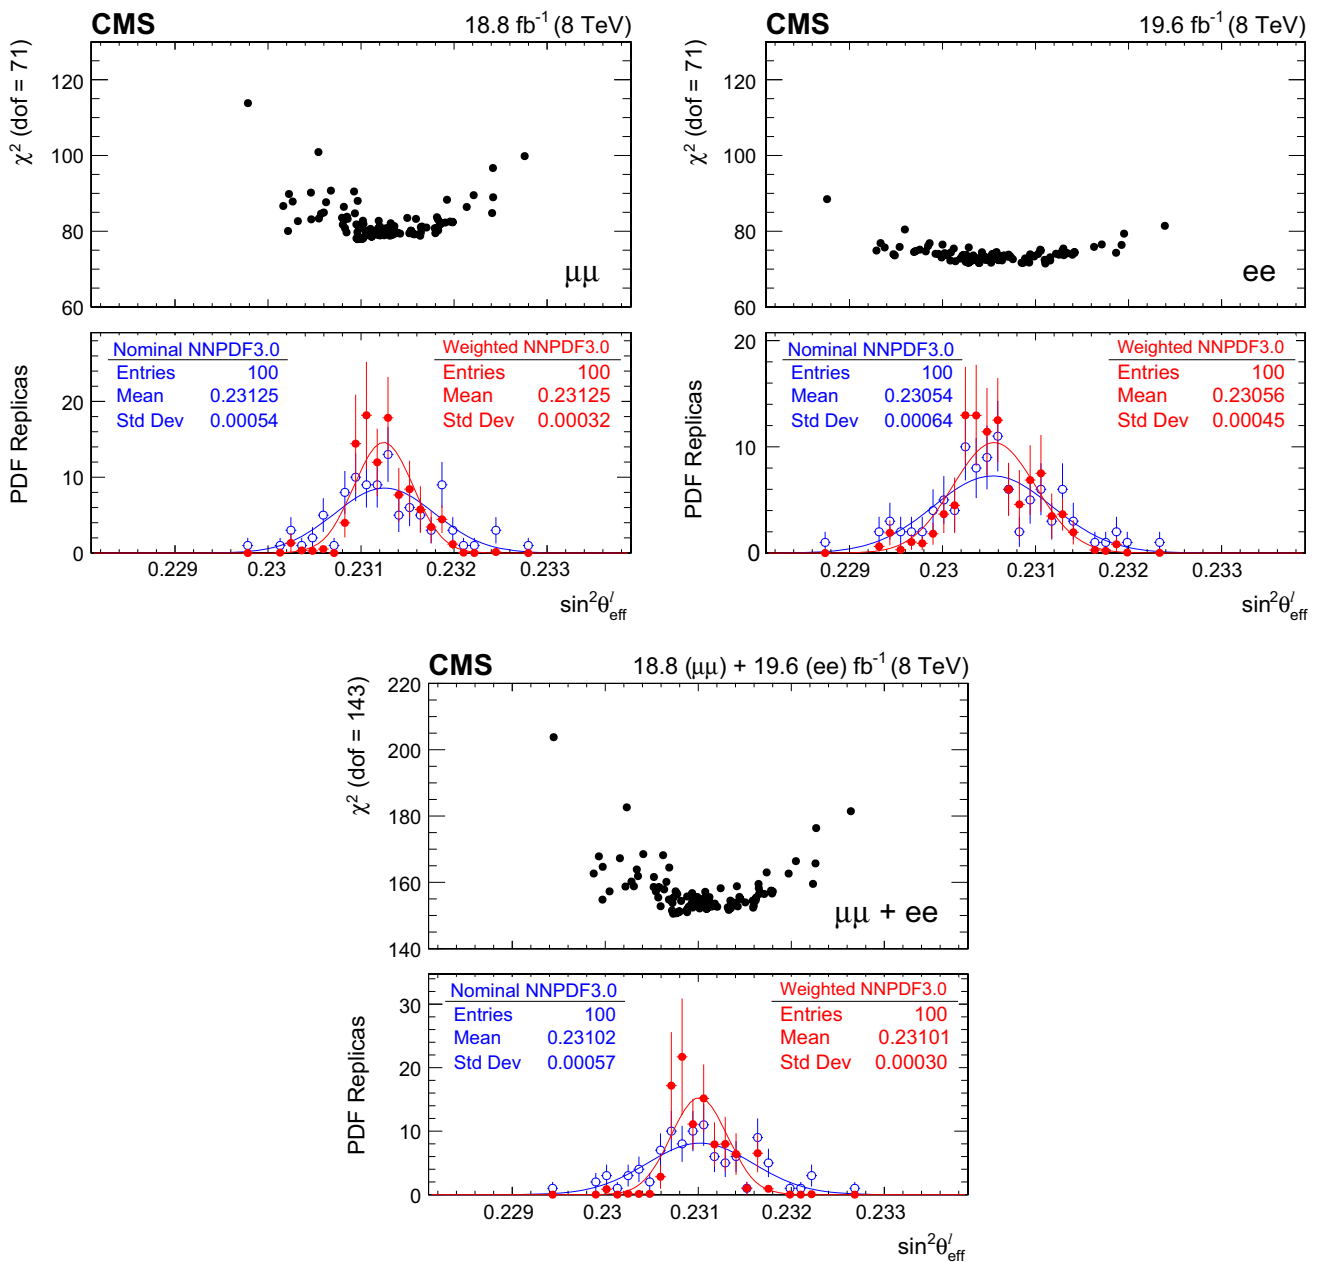 CMS 18.8 fb⁻¹ (8 TeV)
χ² (dof = 71)
120
100
80
60
μμ
PDF Replicas
Nominal NNPDF3.0
Entries 100
Mean 0.23125
Std Dev 0.00054
Weighted NNPDF3.0
Entries 100
Mean 0.23125
Std Dev 0.00032
20
10
0
0.229 0.23 0.231 0.232 0.233
sin²θˡeff
CMS 19.6 fb⁻¹ (8 TeV)
χ² (dof = 71)
120
100
80
60
ee
PDF Replicas
Nominal NNPDF3.0
Entries 100
Mean 0.23054
Std Dev 0.00064
Weighted NNPDF3.0
Entries 100
Mean 0.23056
Std Dev 0.00045
20
10
0
0.229 0.23 0.231 0.232 0.233
sin²θˡeff
CMS 18.8 (μμ) + 19.6 (ee) fb⁻¹ (8 TeV)
χ² (dof = 143)
220
200
180
160
140
μμ + ee
PDF Replicas
Nominal NNPDF3.0
Entries 100
Mean 0.23102
Std Dev 0.00057
Weighted NNPDF3.0
Entries 100
Mean 0.23101
Std Dev 0.00030
30
20
10
0
0.229 0.23 0.231 0.232 0.233
sin²θˡeff